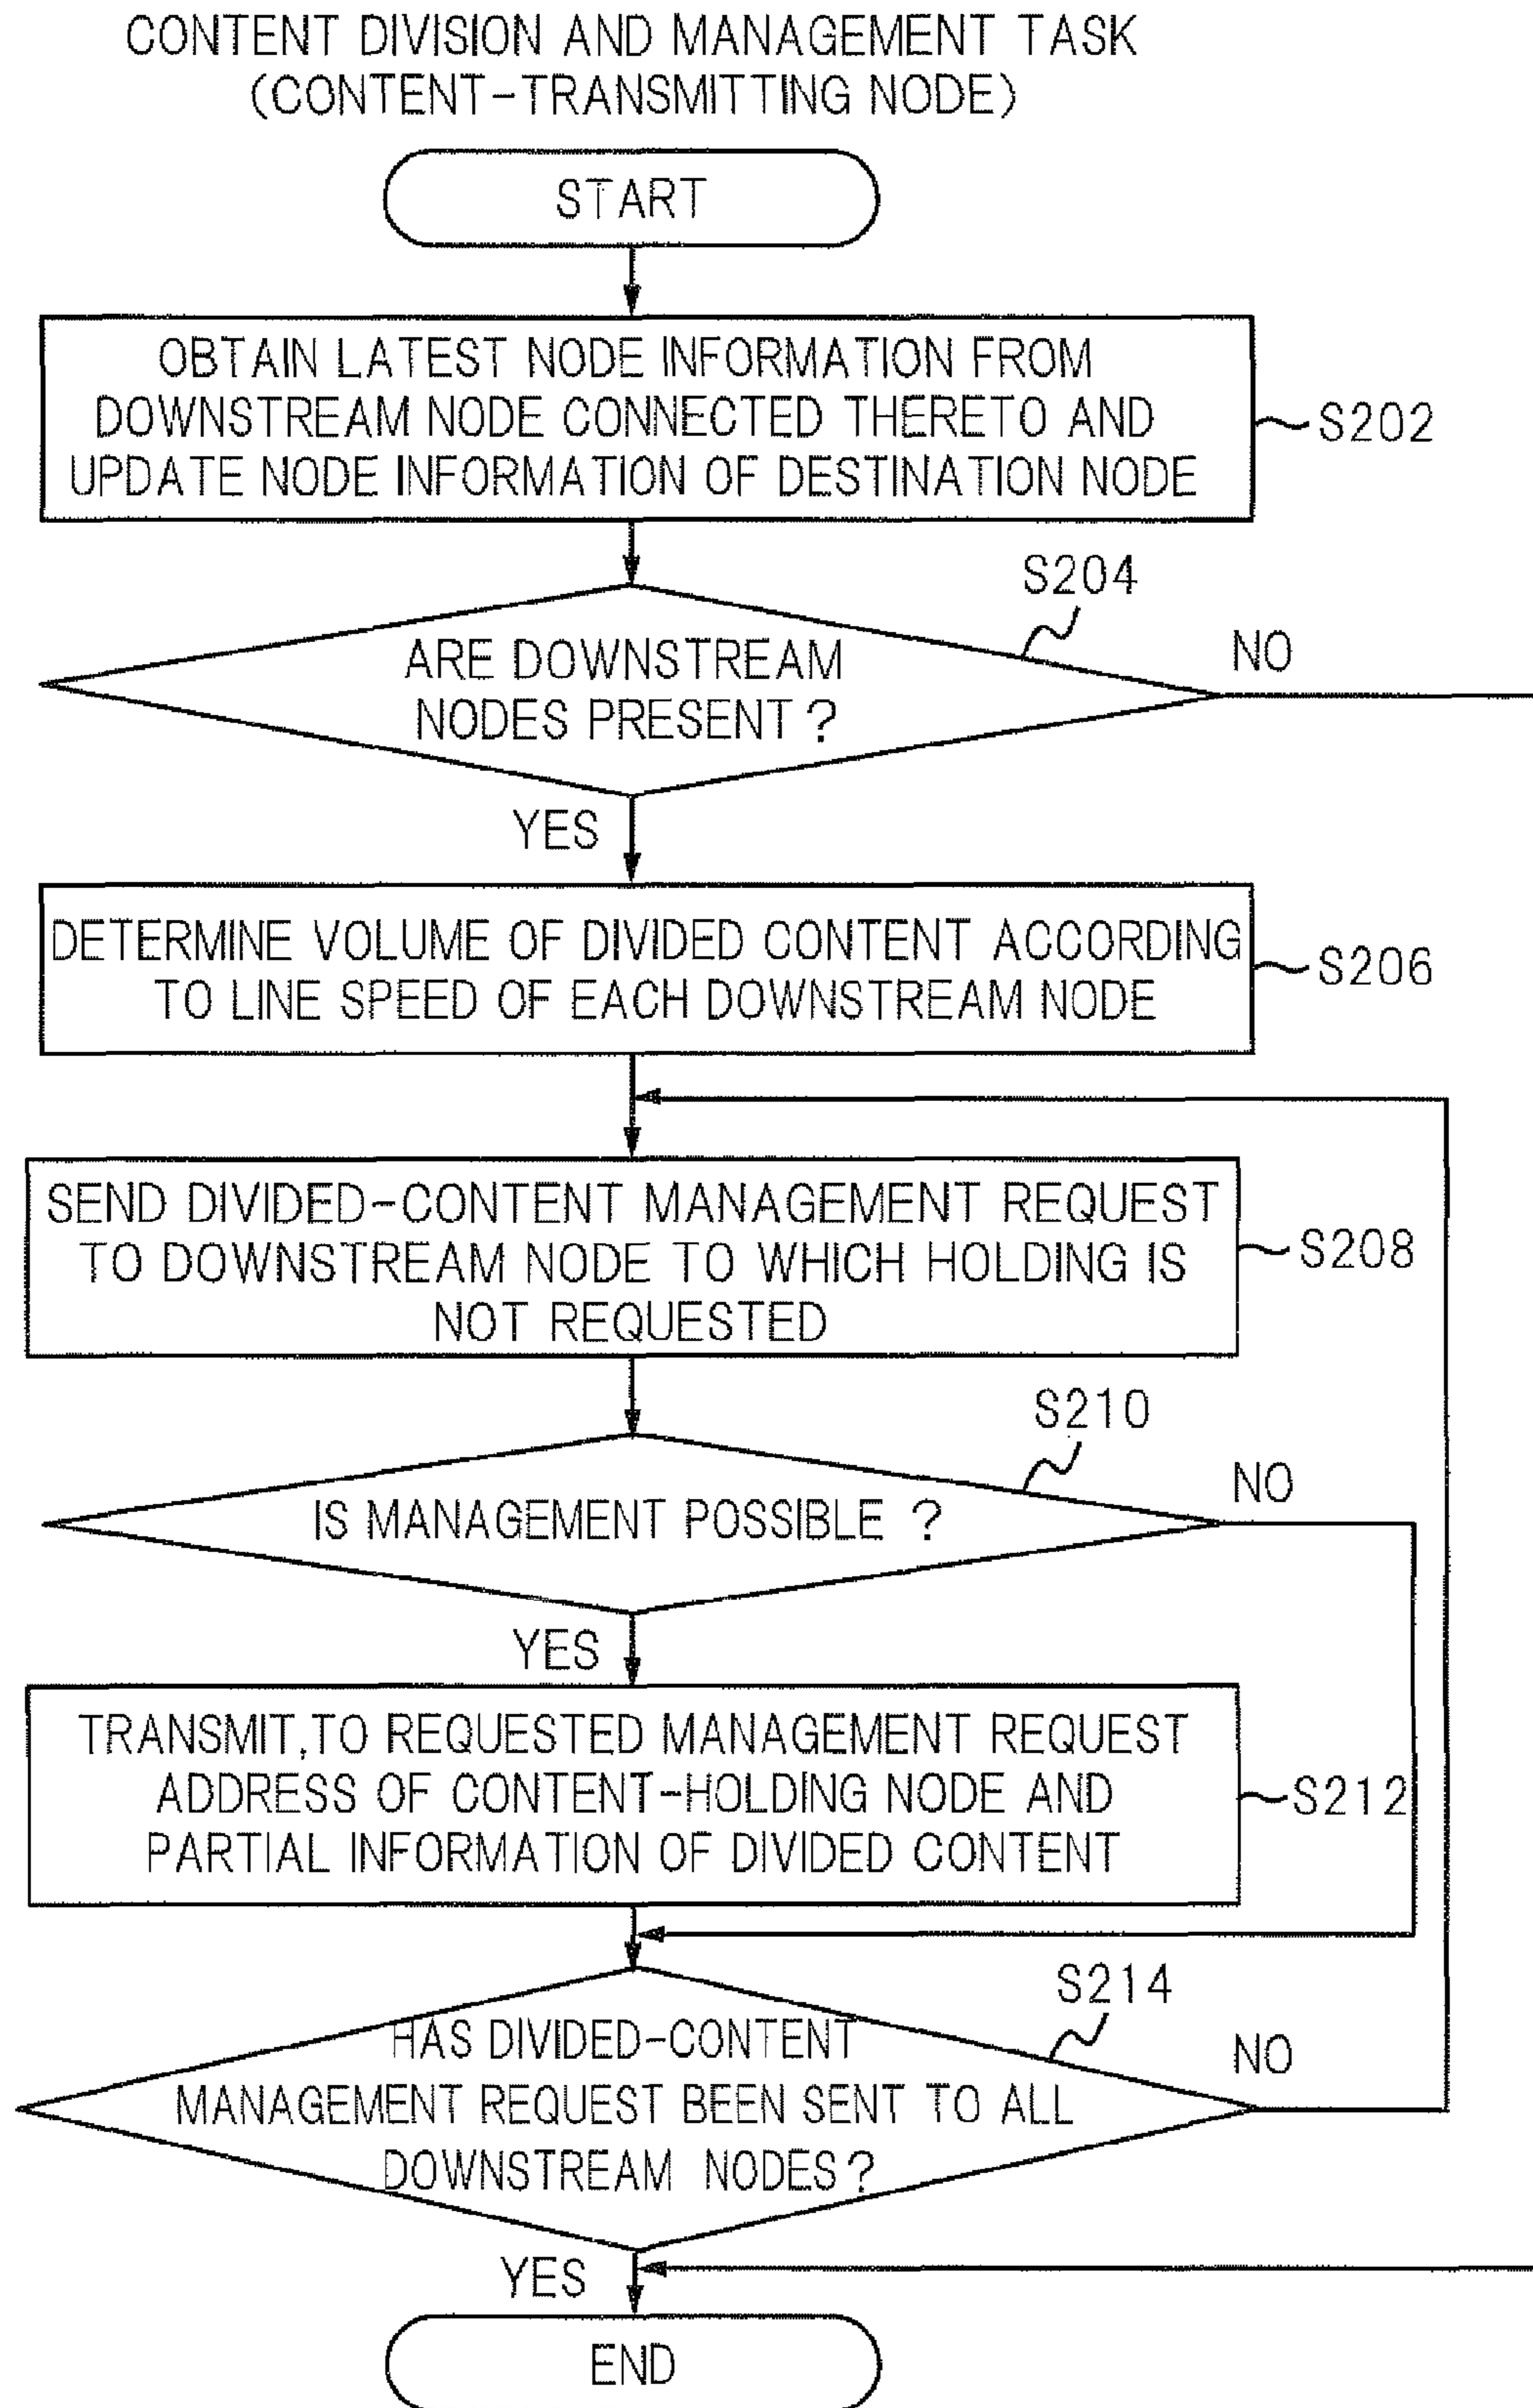 CONTENT DIVISION AND MANAGEMENT TASK
(CONTENT-TRANSMITTING NODE)
START
OBTAIN LATEST NODE INFORMATION FROM
DOWNSTREAM NODE CONNECTED THERETO AND
UPDATE NODE INFORMATION OF DESTINATION NODE
S202
S204
ARE DOWNSTREAM
NODES PRESENT?
NO
YES
DETERMINE VOLUME OF DIVIDED CONTENT ACCORDING
TO LINE SPEED OF EACH DOWNSTREAM NODE
S206
SEND DIVIDED-CONTENT MANAGEMENT REQUEST
TO DOWNSTREAM NODE TO WHICH HOLDING IS
NOT REQUESTED
S208
S210
IS MANAGEMENT POSSIBLE ?
NO
YES
TRANSMIT,TO REQUESTED MANAGEMENT REQUEST
ADDRESS OF CONTENT-HOLDING NODE AND
PARTIAL INFORMATION OF DIVIDED CONTENT
S212
S214
HAS DIVIDED-CONTENT
MANAGEMENT REQUEST BEEN SENT TO ALL
DOWNSTREAM NODES?
NO
YES
END